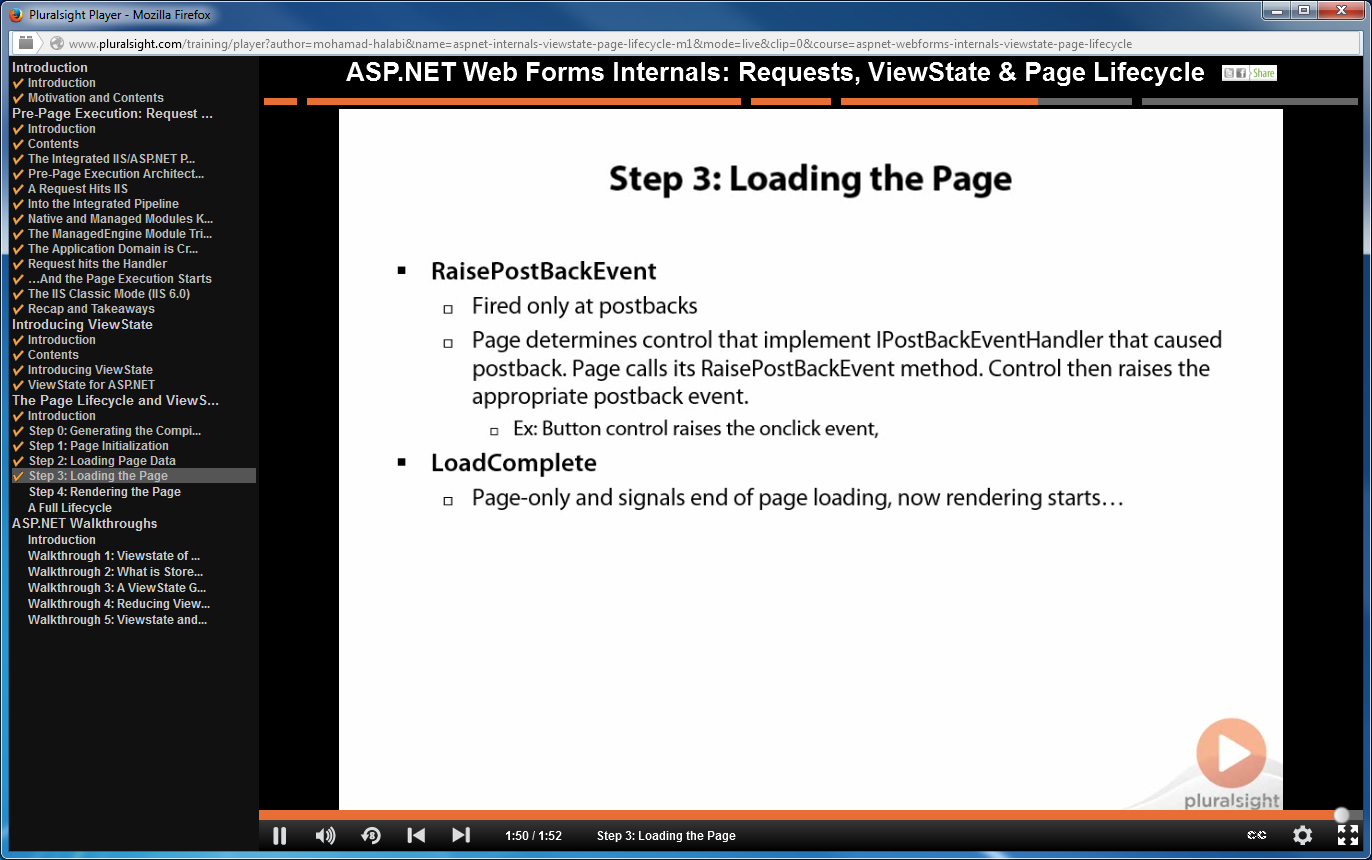 Pluralsight Player - Mozilla Firefox
www.pluralsight.com/training/player?author=mohamad-halabi&name=aspnet-internals-viewstate-page-lifecycle-m1&mode=live&clip=0&course=aspnet-webforms-internals-viewstate-page-lifecycle
Introduction
Introduction
Motivation and Contents
Pre-Page Execution: Request ...
Introduction
Contents
The Integrated IIS/ASP.NET P...
Pre-Page Execution Architect...
A Request Hits IIS
Into the Integrated Pipeline
Native and Managed Modules K...
The ManagedEngine Module Tri...
The Application Domain is Cr...
Request hits the Handler
...And the Page Execution Starts
The IIS Classic Mode (IIS 6.0)
Recap and Takeaways
Introducing ViewState
Introduction
Contents
Introducing ViewState
ViewState for ASP.NET
The Page Lifecycle and ViewS...
Introduction
Step 0: Generating the Compi...
Step 1: Page Initialization
Step 2: Loading Page Data
Step 3: Loading the Page
Step 4: Rendering the Page
A Full Lifecycle
ASP.NET Walkthroughs
Introduction
Walkthrough 1: Viewstate of ...
Walkthrough 2: What is Store...
Walkthrough 3: A ViewState G...
Walkthrough 4: Reducing View...
Walkthrough 5: Viewstate and...
ASP.NET Web Forms Internals: Requests, ViewState & Page Lifecycle
Share
Step 3: Loading the Page
RaisePostBackEvent
Fired only at postbacks
Page determines control that implement IPostBackEventHandler that caused
postback. Page calls its RaisePostBackEvent method. Control then raises the
appropriate postback event.
Ex: Button control raises the onclick event,
LoadComplete
Page-only and signals end of page loading, now rendering starts…
pluralsight
8
1:50 / 1:52
Step 3: Loading the Page
CC